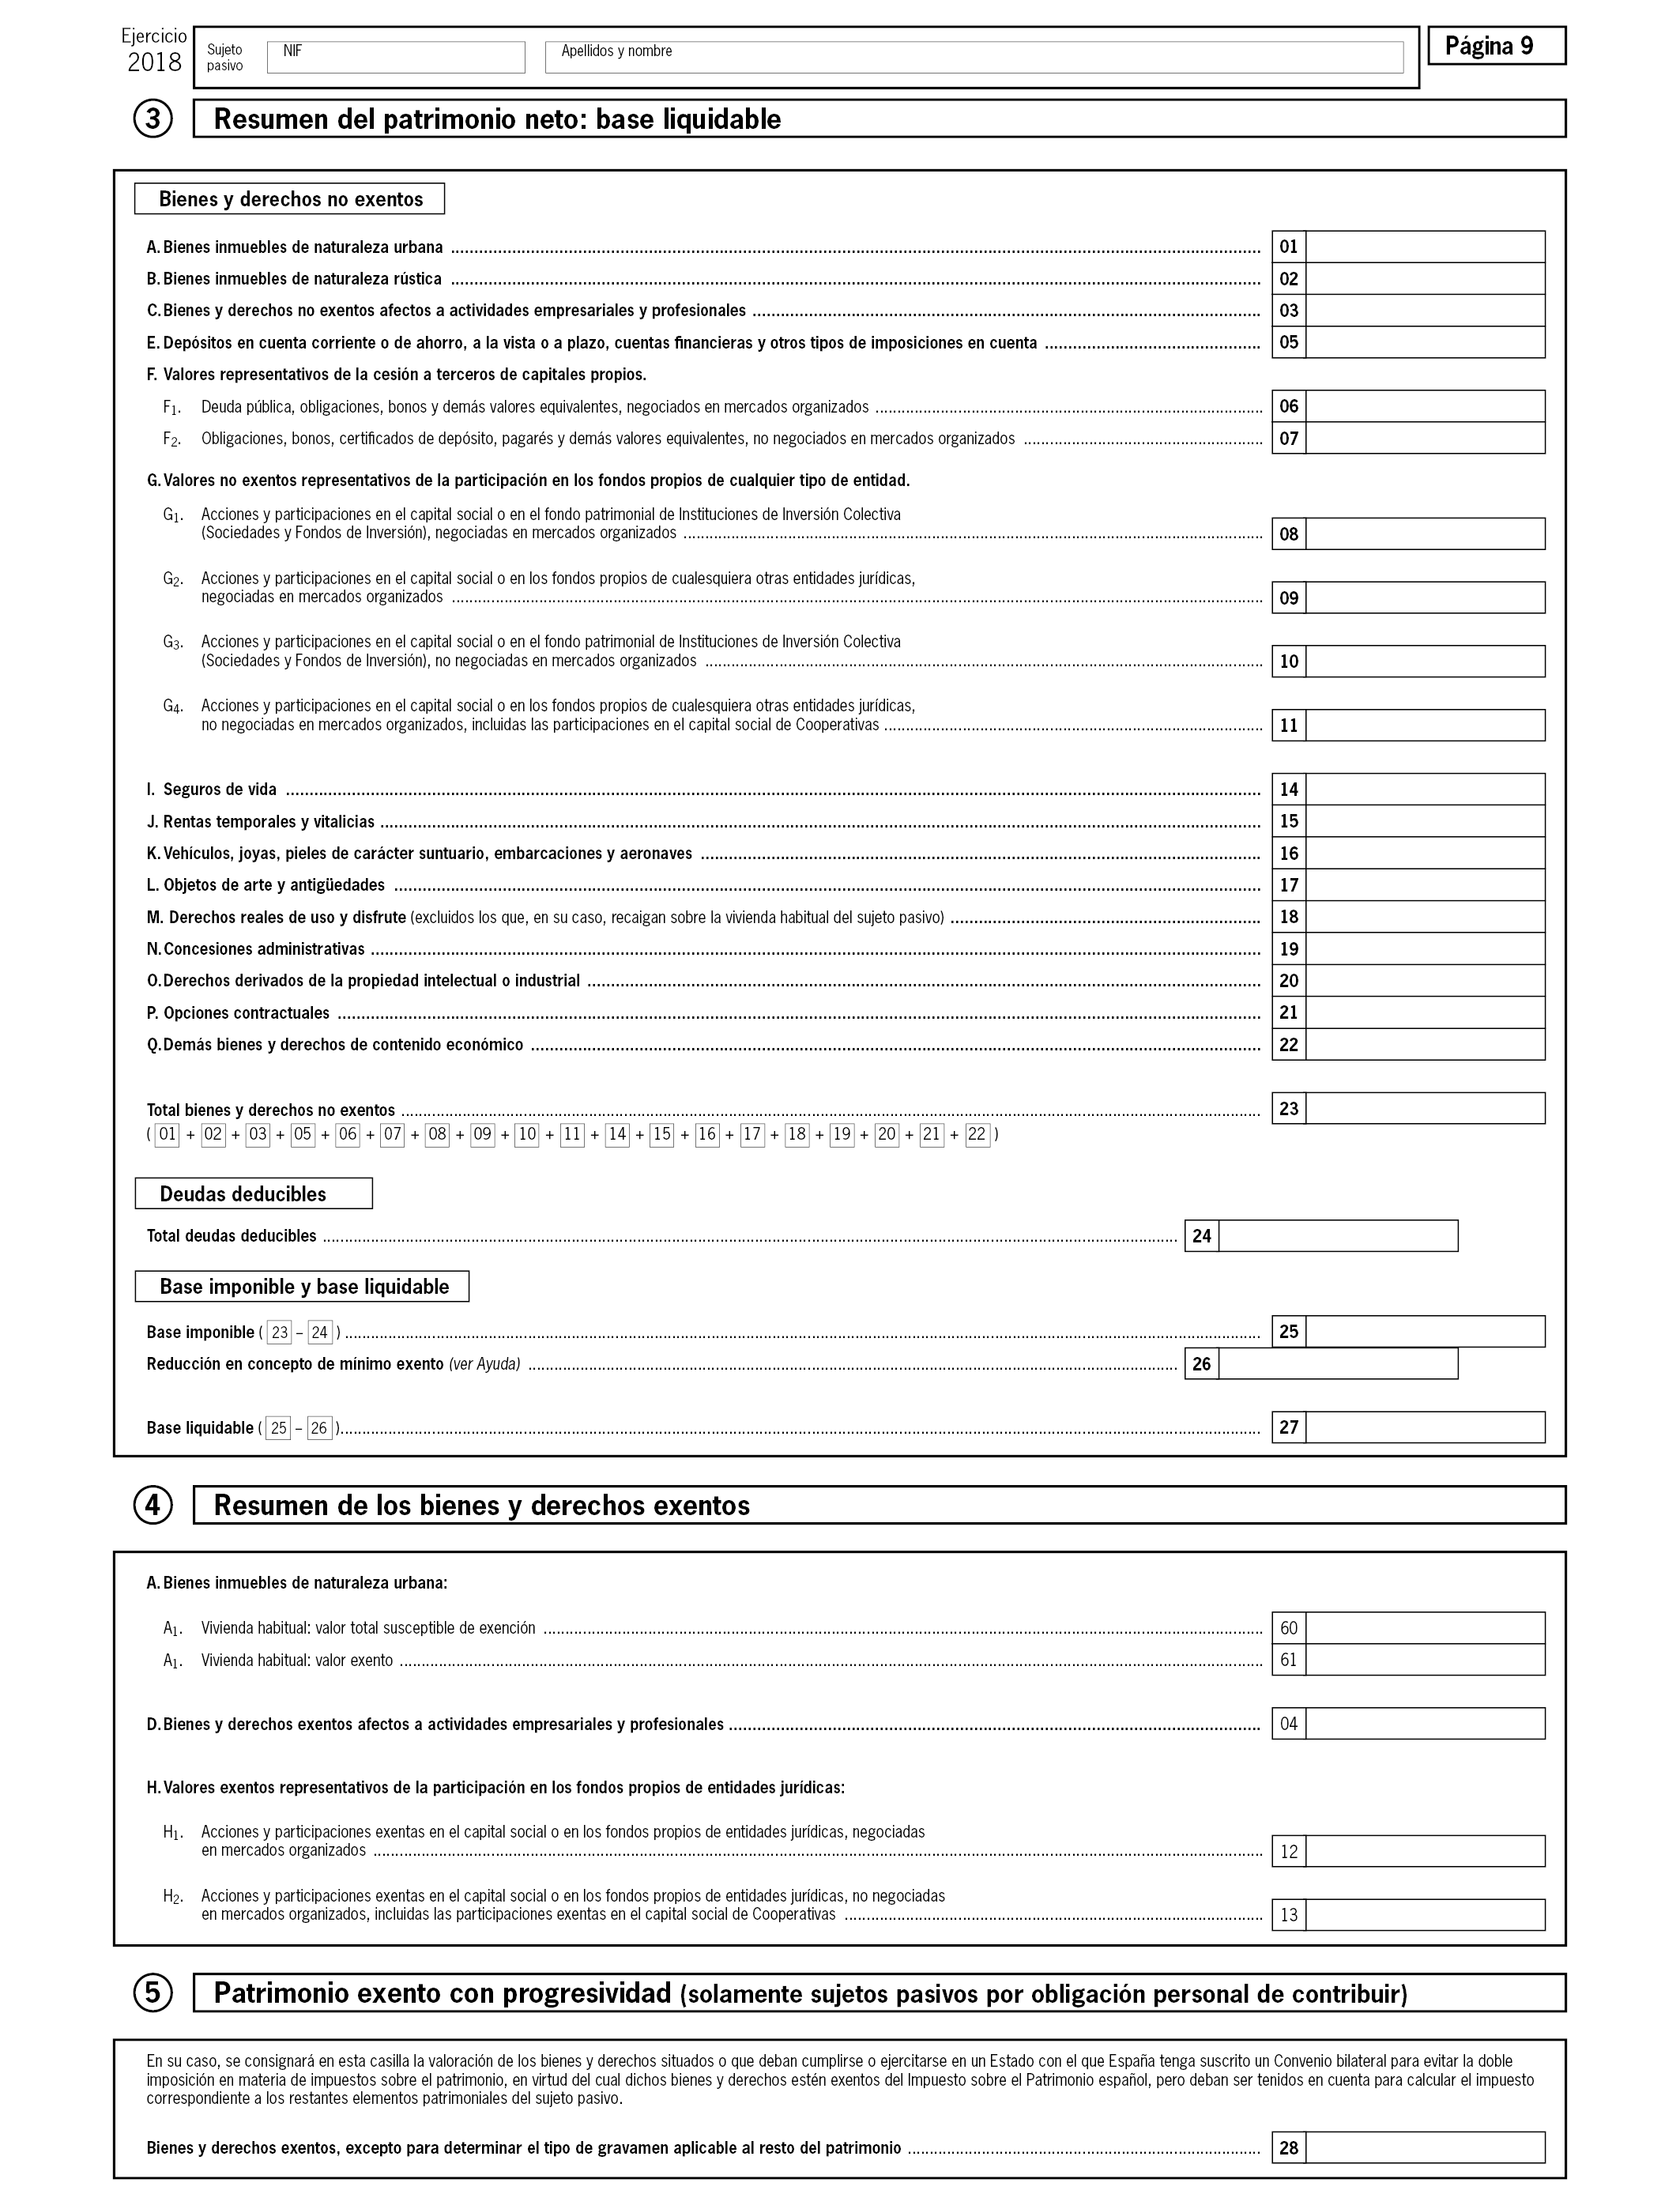 Ejercicio
2018
Sujeto
pasivo
NIF
Apellidos y nombre
Página 9
3 Resumen del patrimonio neto: base liquidable
Bienes y derechos no exentos
A. Bienes inmuebles de naturaleza urbana 01
B. Bienes inmuebles de naturaleza rústica 02
C. Bienes y derechos no exentos afectos a actividades empresariales y profesionales 03
E. Depósitos en cuenta corriente o de ahorro, a la vista o a plazo, cuentas financieras y otros tipos de imposiciones en cuenta 05
F. Valores representativos de la cesión a terceros de capitales propios.
F1. Deuda pública, obligaciones, bonos y demás valores equivalentes, negociados en mercados organizados 06
F2. Obligaciones, bonos, certificados de depósito, pagarés y demás valores equivalentes, no negociados en mercados organizados 07
G. Valores no exentos representativos de la participación en los fondos propios de cualquier tipo de entidad.
G1. Acciones y participaciones en el capital social o en el fondo patrimonial de Instituciones de Inversión Colectiva
(Sociedades y Fondos de Inversión), negociadas en mercados organizados 08
G2. Acciones y participaciones en el capital social o en los fondos propios de cualesquiera otras entidades jurídicas,
negociadas en mercados organizados 09
G3. Acciones y participaciones en el capital social o en el fondo patrimonial de Instituciones de Inversión Colectiva
(Sociedades y Fondos de Inversión), no negociadas en mercados organizados 10
G4. Acciones y participaciones en el capital social o en los fondos propios de cualesquiera otras entidades jurídicas,
no negociadas en mercados organizados, incluidas las participaciones en el capital social de Cooperativas 11
I. Seguros de vida 14
J. Rentas temporales y vitalicias 15
K. Vehículos, joyas, pieles de carácter suntuario, embarcaciones y aeronaves 16
L. Objetos de arte y antigüedades 17
M. Derechos reales de uso y disfrute (excluidos los que, en su caso, recaigan sobre la vivienda habitual del sujeto pasivo) 18
N. Concesiones administrativas 19
O. Derechos derivados de la propiedad intelectual o industrial 20
P. Opciones contractuales 21
Q. Demás bienes y derechos de contenido económico 22
Total bienes y derechos no exentos 23
( 01 + 02 + 03 + 05 + 06 + 07 + 08 + 09 + 10 + 11 + 14 + 15 + 16 + 17 + 18 + 19 + 20 + 21 + 22 )
Deudas deducibles
Total deudas deducibles 24
Base imponible y base liquidable
Base imponible ( 23 – 24 ) 25
Reducción en concepto de mínimo exento (ver Ayuda) 26
Base liquidable ( 25 – 26 ) 27
4 Resumen de los bienes y derechos exentos
A. Bienes inmuebles de naturaleza urbana:
A1. Vivienda habitual: valor total susceptible de exención 60
A1. Vivienda habitual: valor exento 61
D. Bienes y derechos exentos afectos a actividades empresariales y profesionales 04
H. Valores exentos representativos de la participación en los fondos propios de entidades jurídicas:
H1. Acciones y participaciones exentas en el capital social o en los fondos propios de entidades jurídicas, negociadas
en mercados organizados 12
H2. Acciones y participaciones exentas en el capital social o en los fondos propios de entidades jurídicas, no negociadas
en mercados organizados, incluidas las participaciones exentas en el capital social de Cooperativas 13
5 Patrimonio exento con progresividad (solamente sujetos pasivos por obligación personal de contribuir)
En su caso, se consignará en esta casilla la valoración de los bienes y derechos situados o que deban cumplirse o ejercitarse en un Estado con el que España tenga suscrito un Convenio bilateral para evitar la doble
imposición en materia de impuestos sobre el patrimonio, en virtud del cual dichos bienes y derechos estén exentos del Impuesto sobre el Patrimonio español, pero deban ser tenidos en cuenta para calcular el impuesto
correspondiente a los restantes elementos patrimoniales del sujeto pasivo.
Bienes y derechos exentos, excepto para determinar el tipo de gravamen aplicable al resto del patrimonio 28